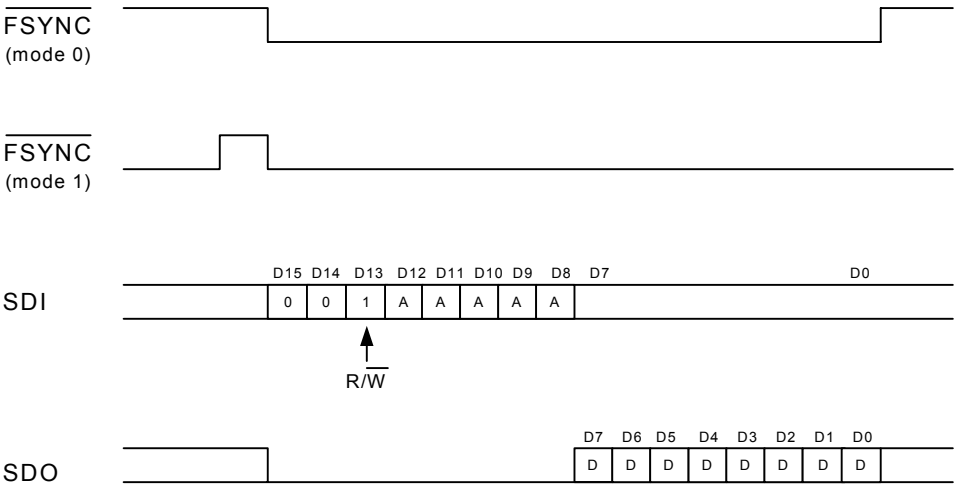 FSYNC
(mode 0)
FSYNC
(mode 1)
D15 D14 D13 D12 D11 D10 D9 D8 D7 D0
SDI 0 0 1 A A A A A
R/W
D7 D6 D5 D4 D3 D2 D1 D0
SDO D D D D D D D D